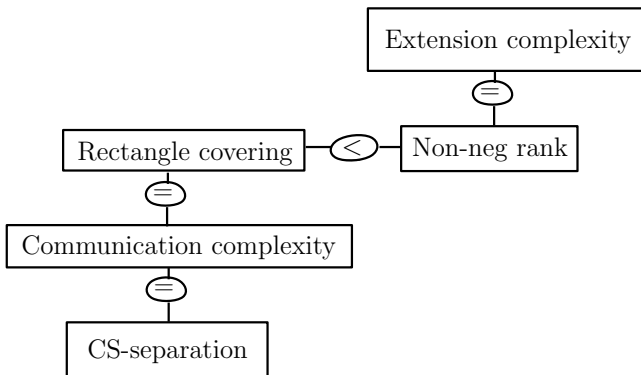 Extension complexity
=
Rectangle covering < Non-neg rank
=
Communication complexity
=
CS-separation